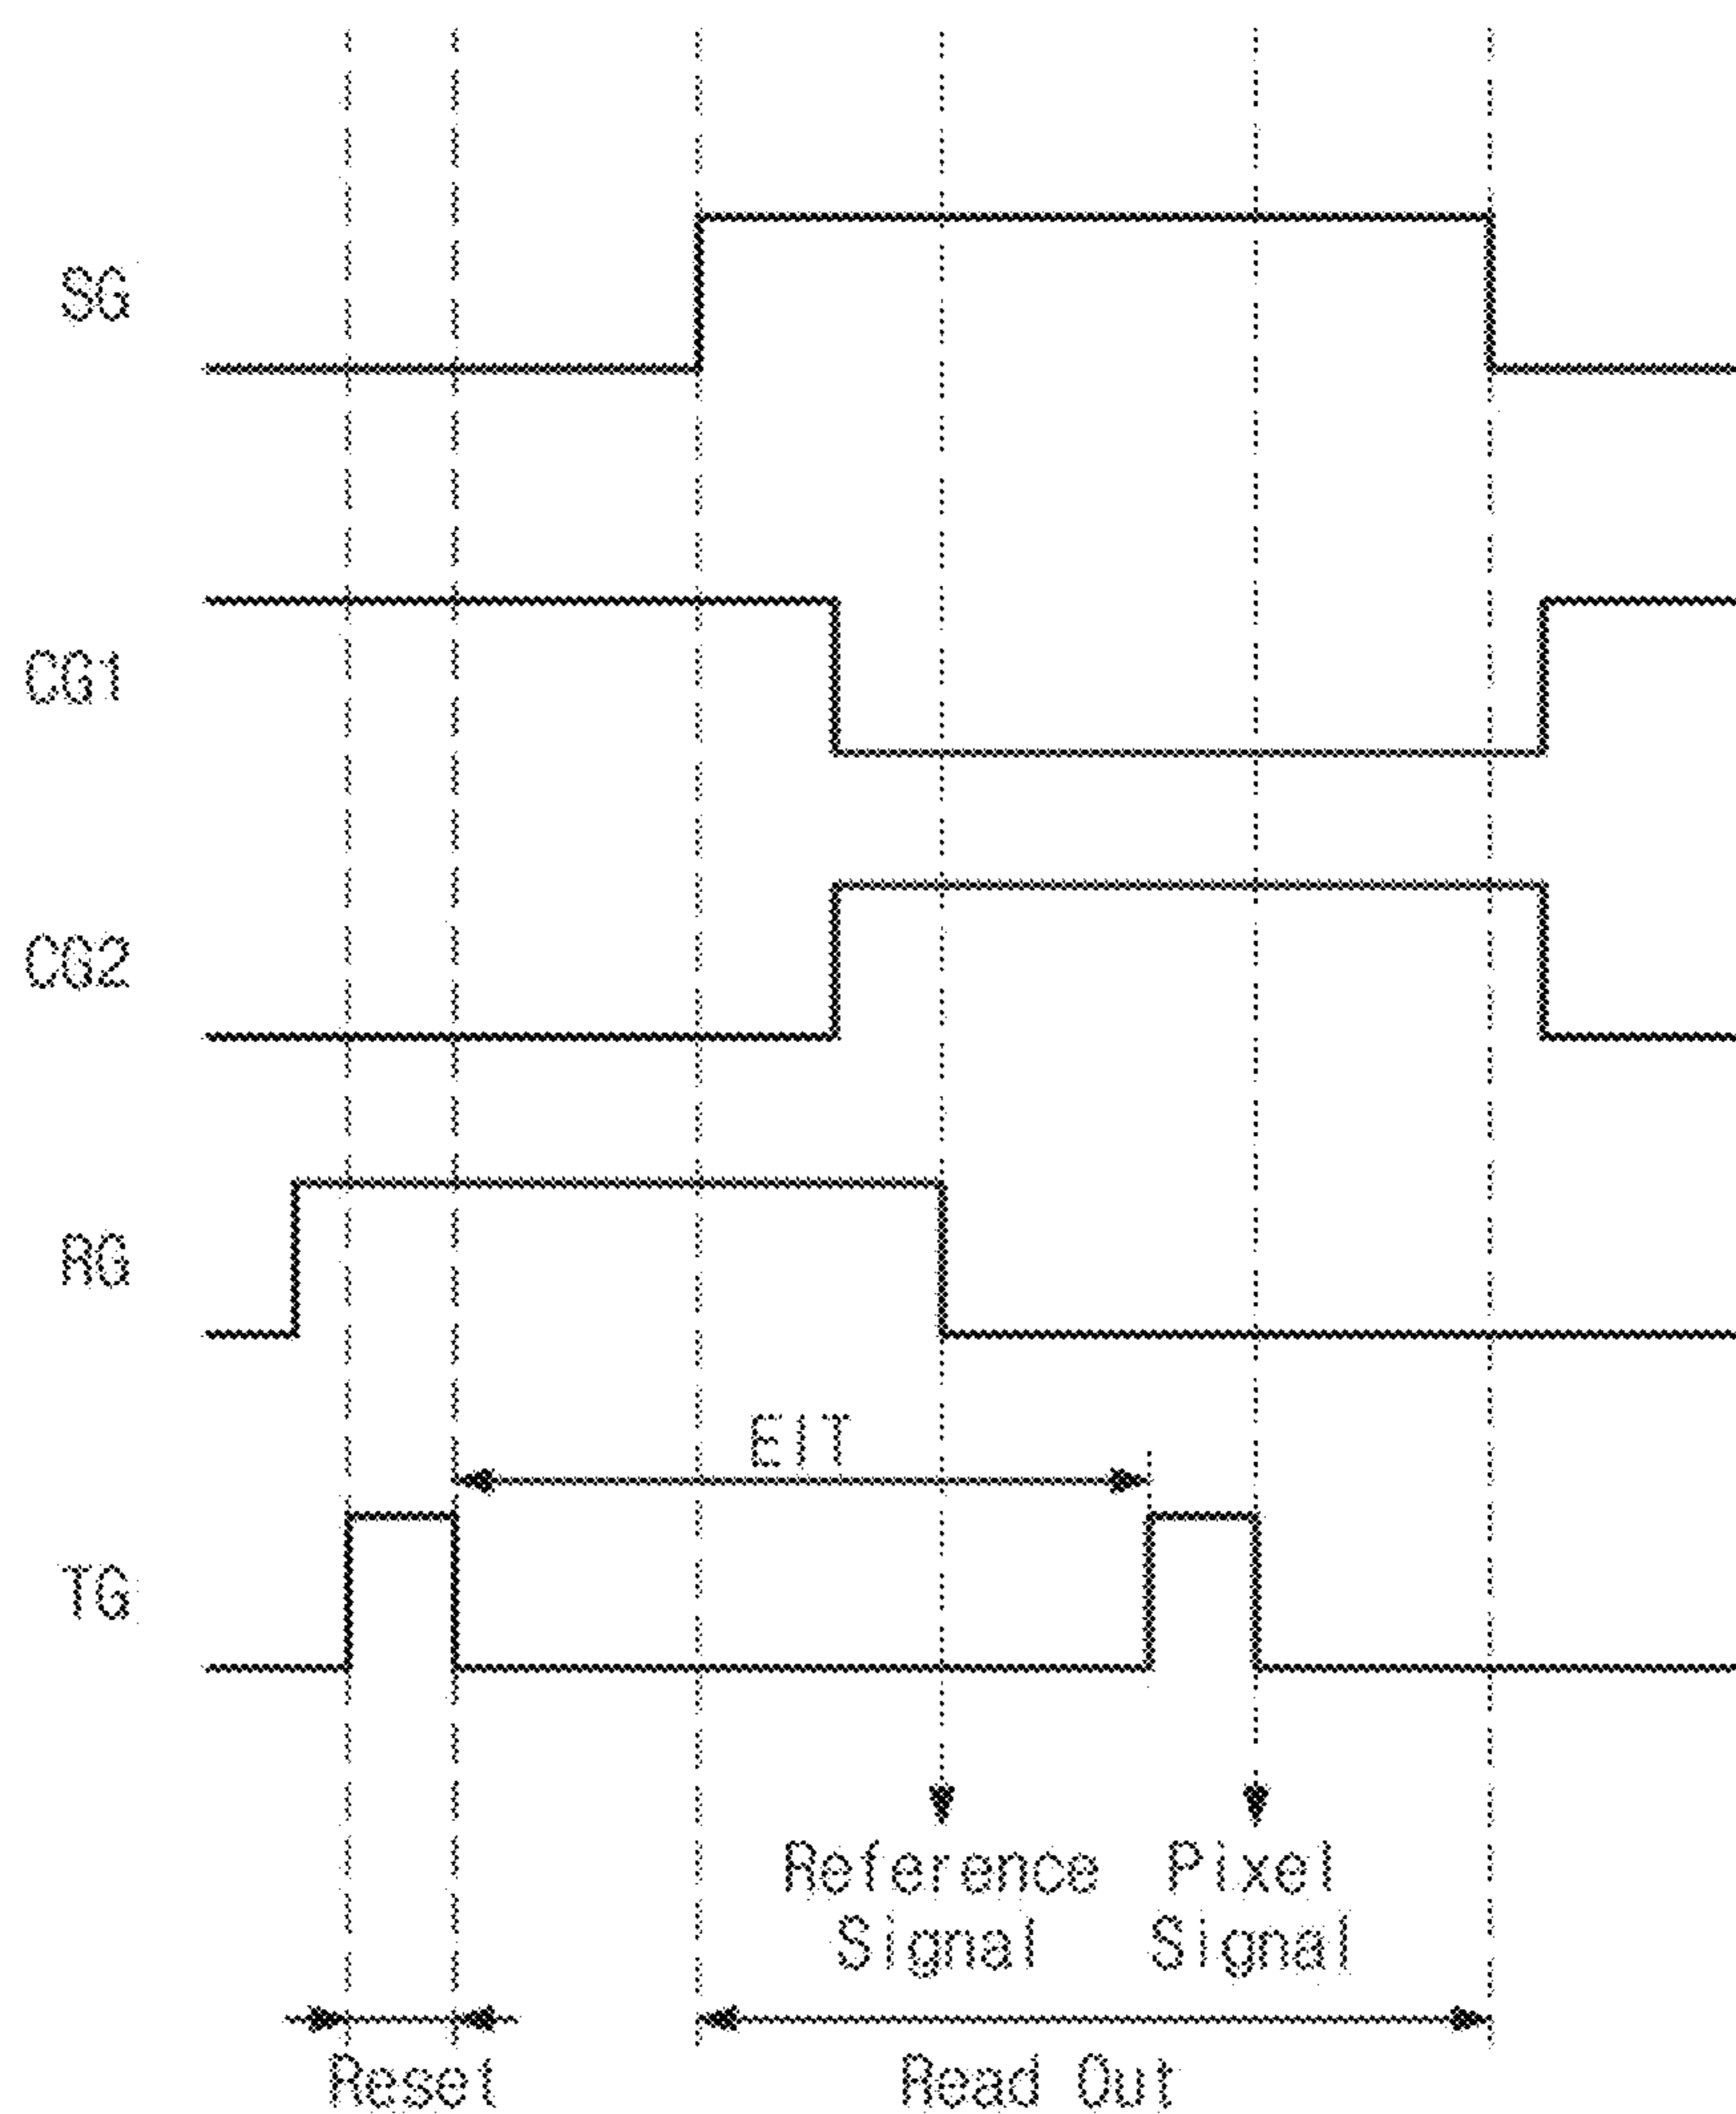 SG
CG1
CG2
RG
EIT
TG
Reference
Signal
Pixel
Signal
Reset
Read Out